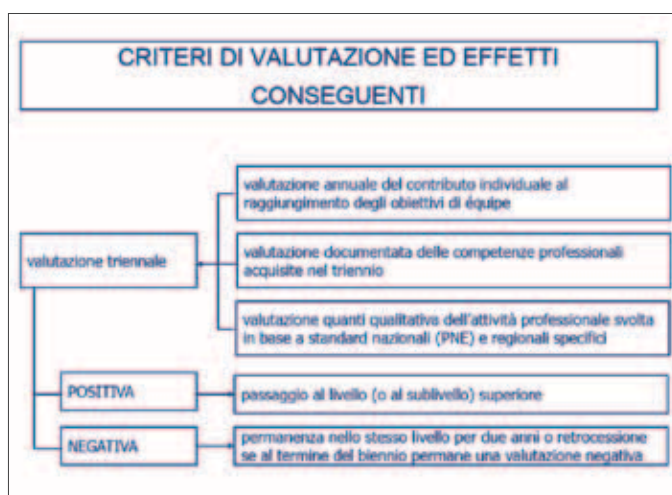 CRITERI DI VALUTAZIONE ED EFFETTI
CONSEGUENTI
valutazione annuale del contributo individuale al
raggiungimento degli obiettivi di équipe
valutazione triennale
valutazione documentata delle competenze professionali
acquisite nel triennio
valutazione quanti qualitativa dell'attività professionale svolta
in base a standard nazionali (PNE) e regionali specifici
POSITIVA
passaggio al livello (o al sublivello) superiore
NEGATIVA
permanenza nello stesso livello per due anni o retrocessione
se al termine del biennio permane una valutazione negativa